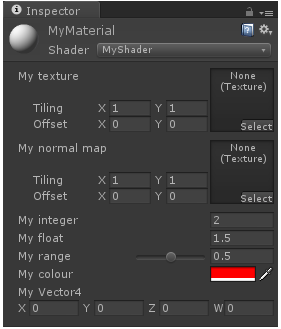 Inspector
MyMaterial
Shader MyShader
My texture
None
(Texture)
Tiling X 1 Y 1
Offset X 0 Y 0
Select
My normal map
None
(Texture)
Tiling X 1 Y 1
Offset X 0 Y 0
Select
My integer 2
My float 1.5
My range 0.5
My colour
My Vector4
X 0 Y 0 Z 0 W 0